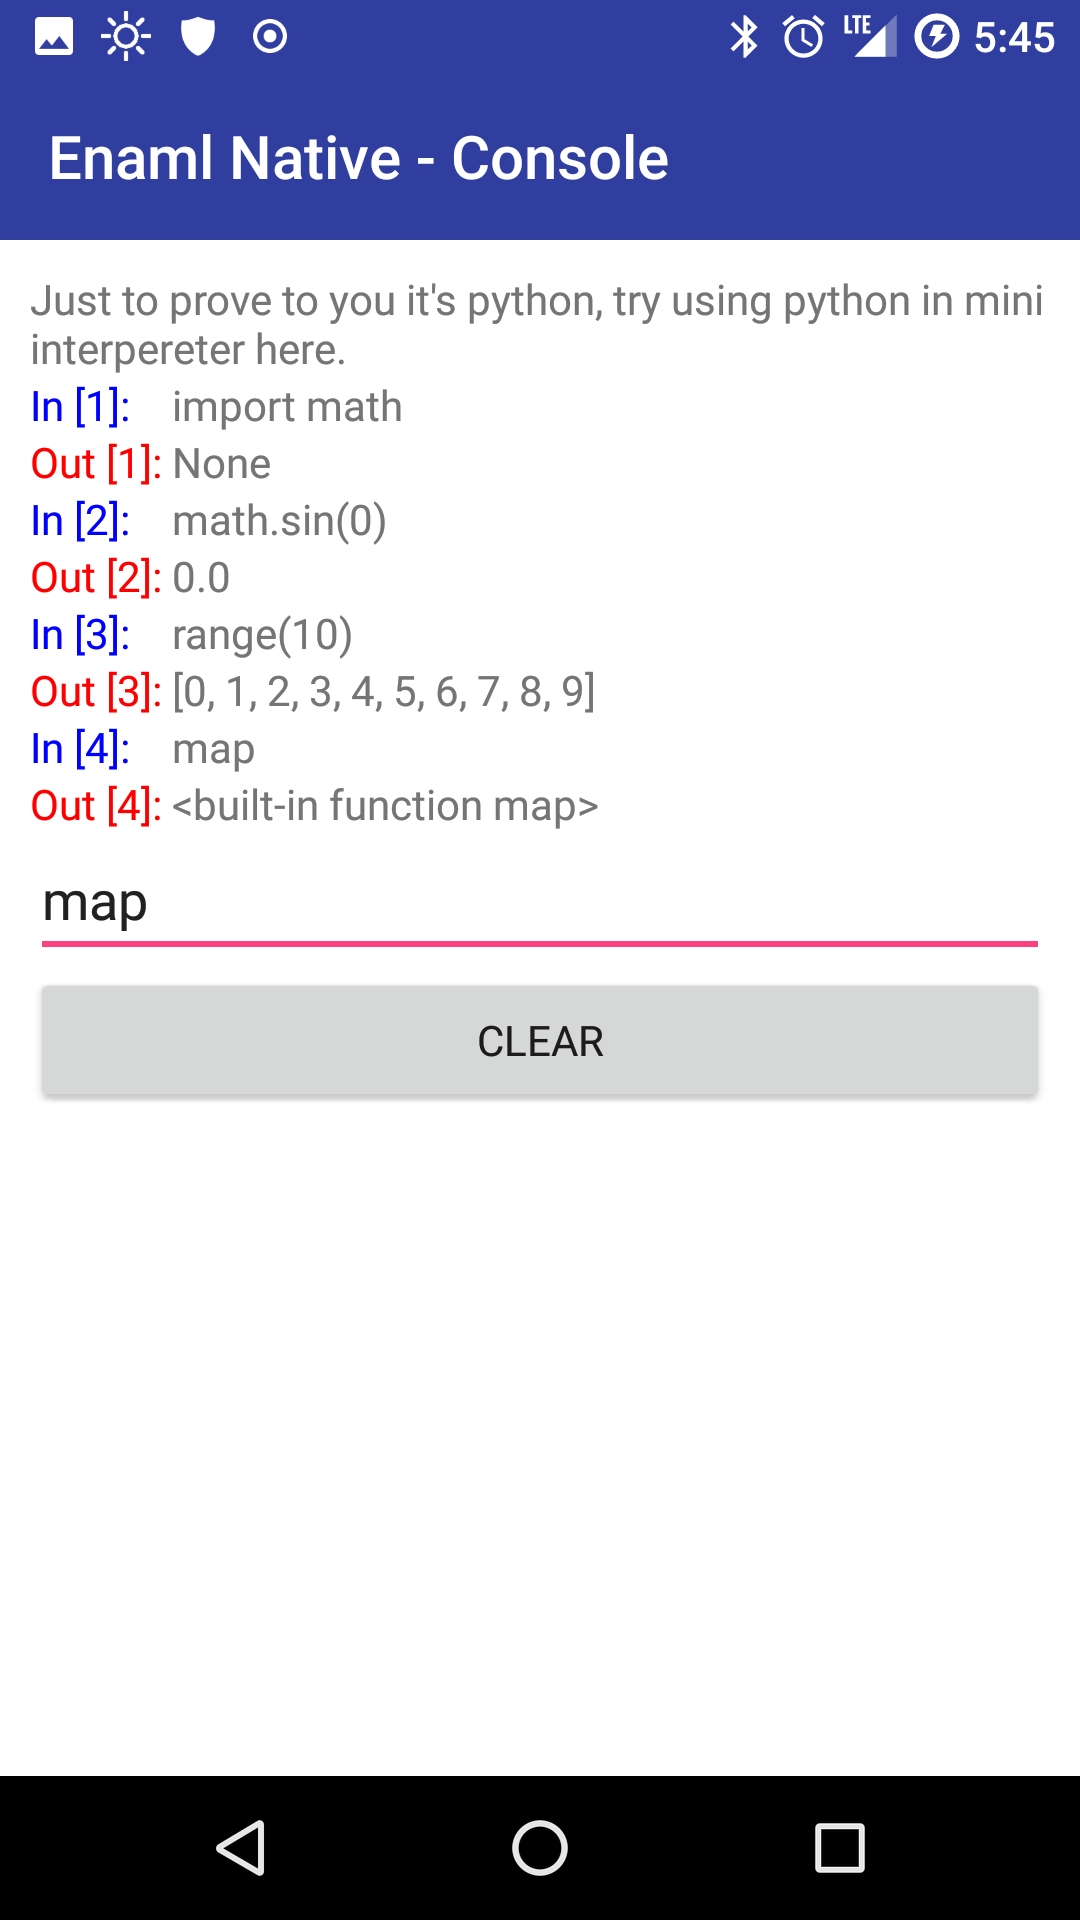 LTE 5:45
Enaml Native - Console
Just to prove to you it's python, try using python in mini
interpereter here.
In [1]: import math
Out [1]: None
In [2]: math.sin(0)
Out [2]: 0.0
In [3]: range(10)
Out [3]: [0, 1, 2, 3, 4, 5, 6, 7, 8, 9]
In [4]: map
Out [4]: <built-in function map>
map
CLEAR